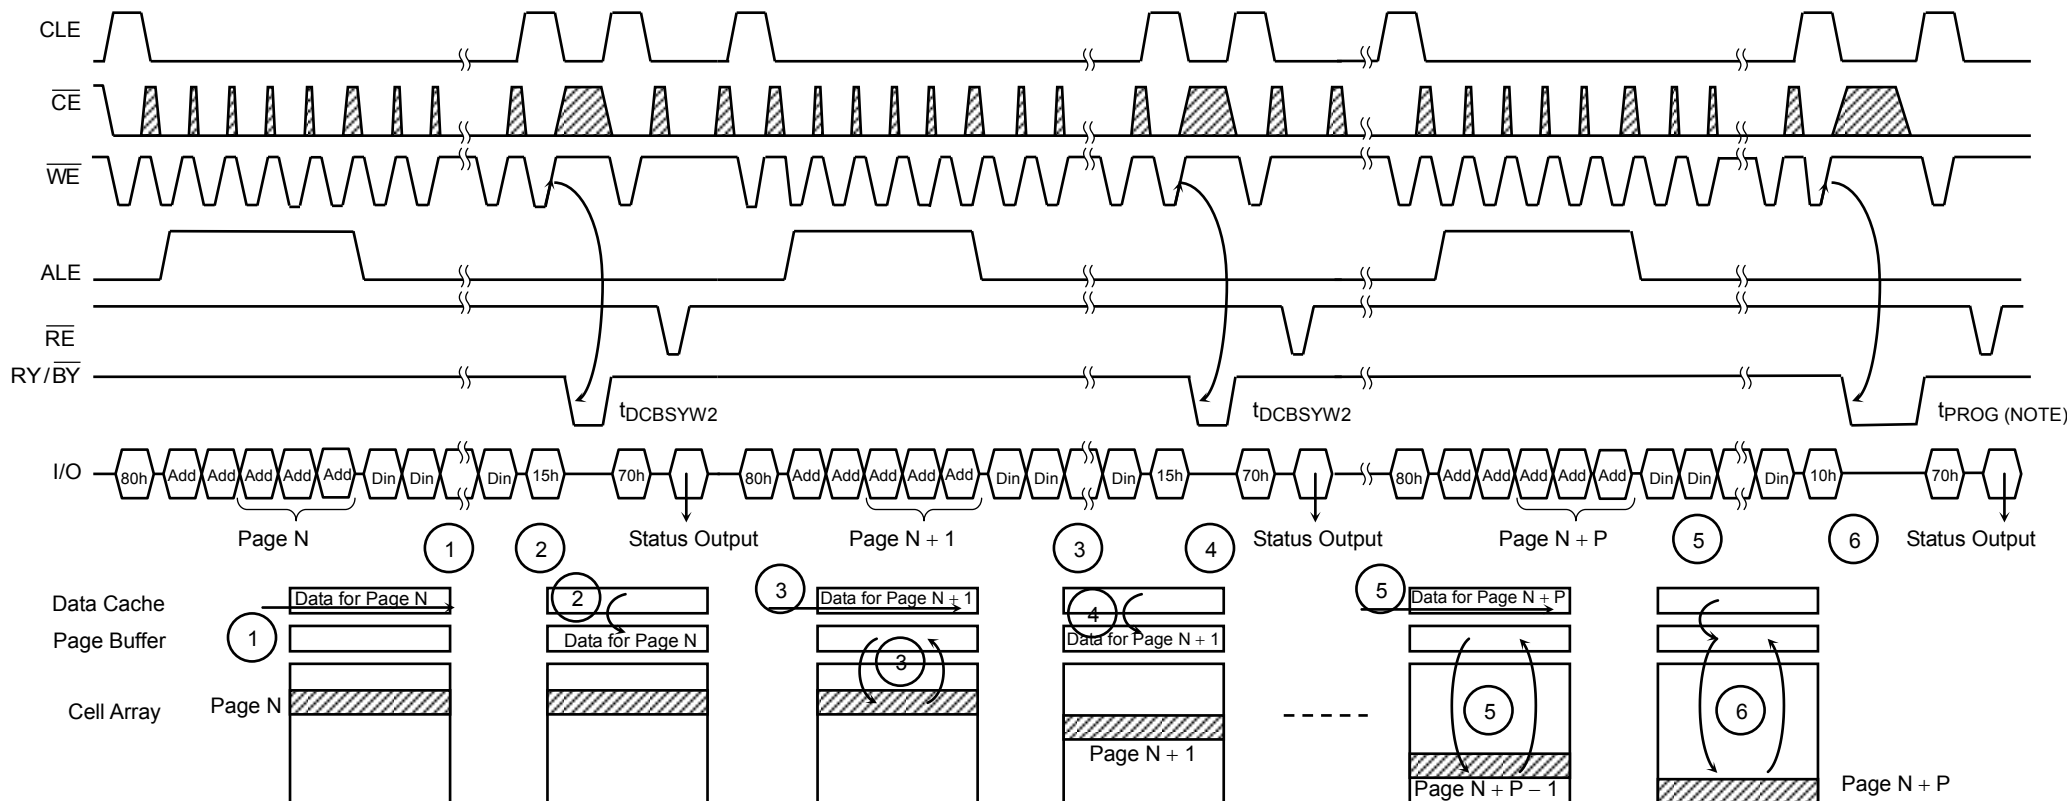 CLE
CE
WE
ALE
RE
RY/BY
tDCBSYW2 tDCBSYW2 tPROG (NOTE)
I/O 80h Add Add Add Add Add Din Din Din 15h 70h 80h Add Add Add Add Add Din Din Din 15h 70h 80h Add Add Add Add Add Din Din Din 10h 70h
Page N Status Output Page N + 1 Status Output Page N + P Status Output
1 2 3 4 5 6
Data Cache Data for Page N 2 3 Data for Page N + 1 4 5 Data for Page N + P
Page Buffer 1 Data for Page N 3 Data for Page N + 1
Cell Array Page N 5 6
Page N + 1
Page N + P − 1 Page N + P